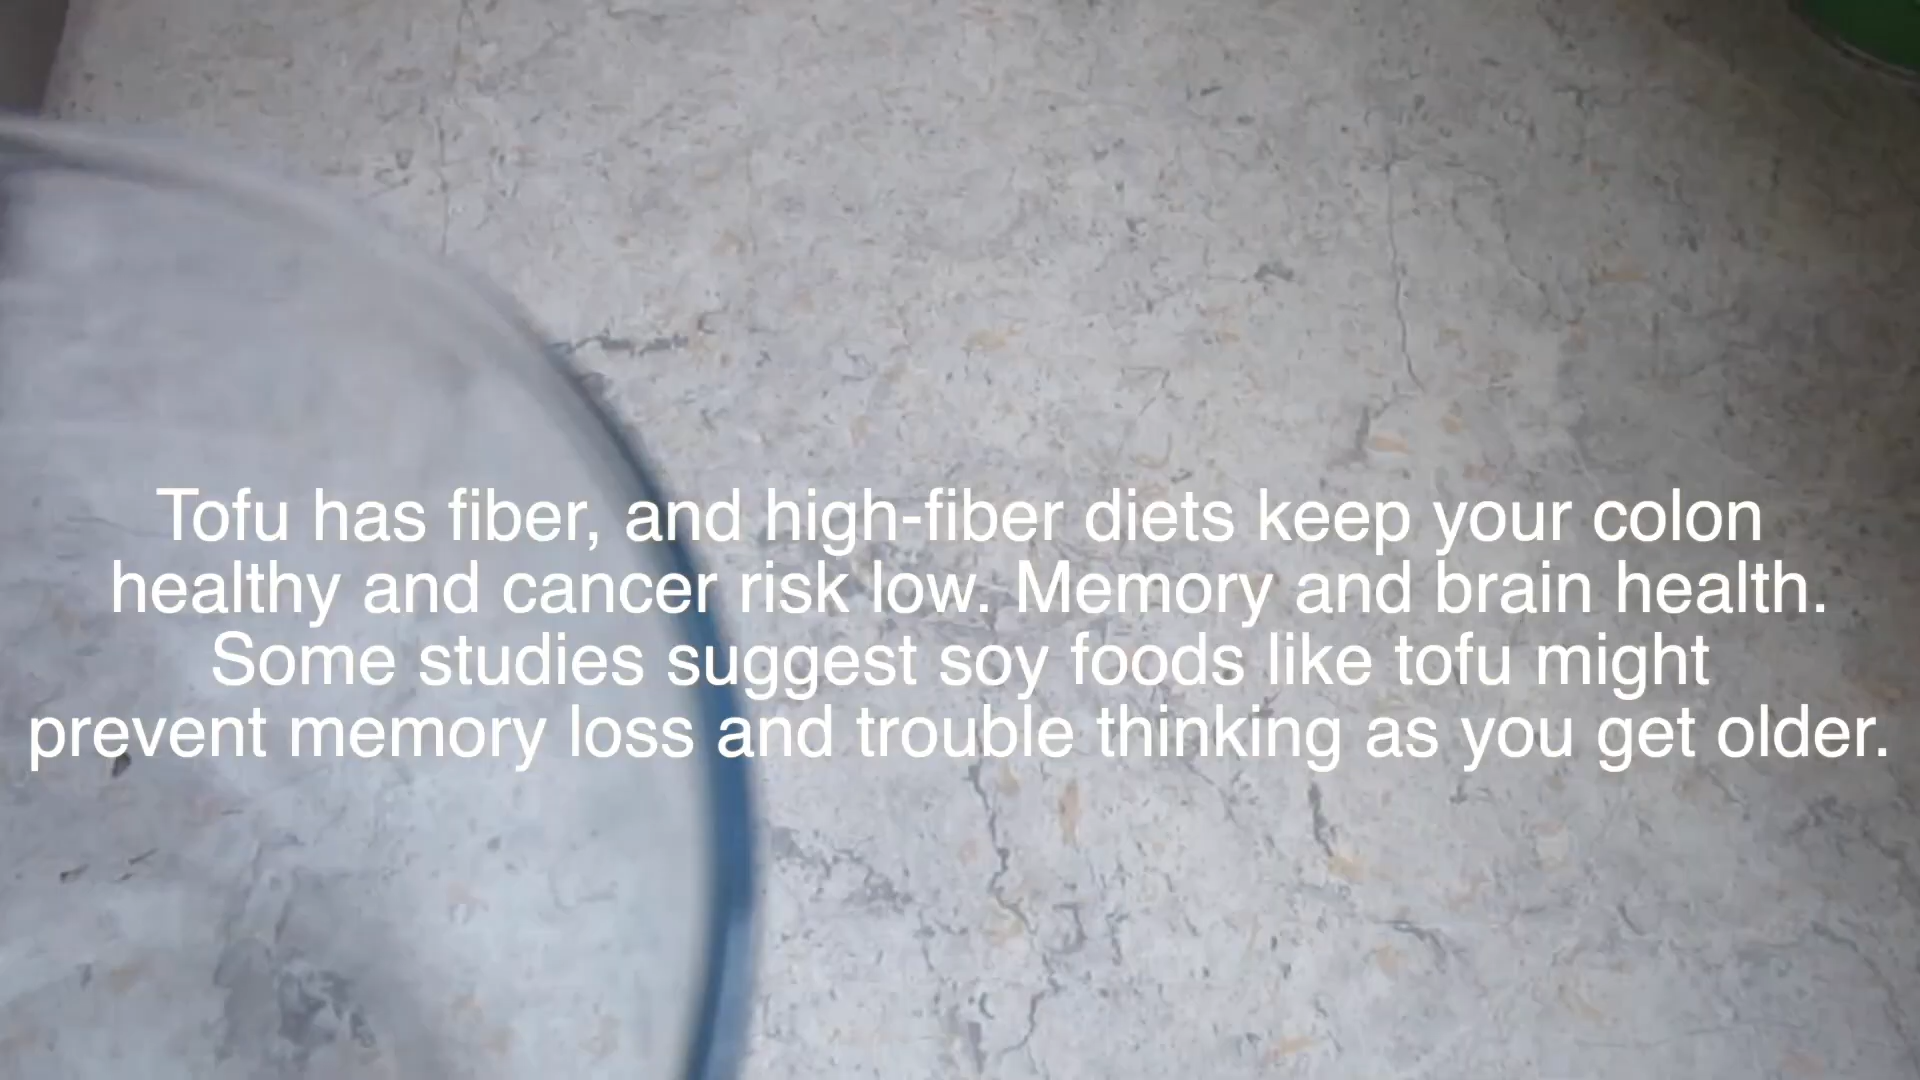 Tofu has fiber, and high-fiber diets keep your colon
healthy and cancer risk low. Memory and brain health.
Some studies suggest soy foods like tofu might
prevent memory loss and trouble thinking as you get older.